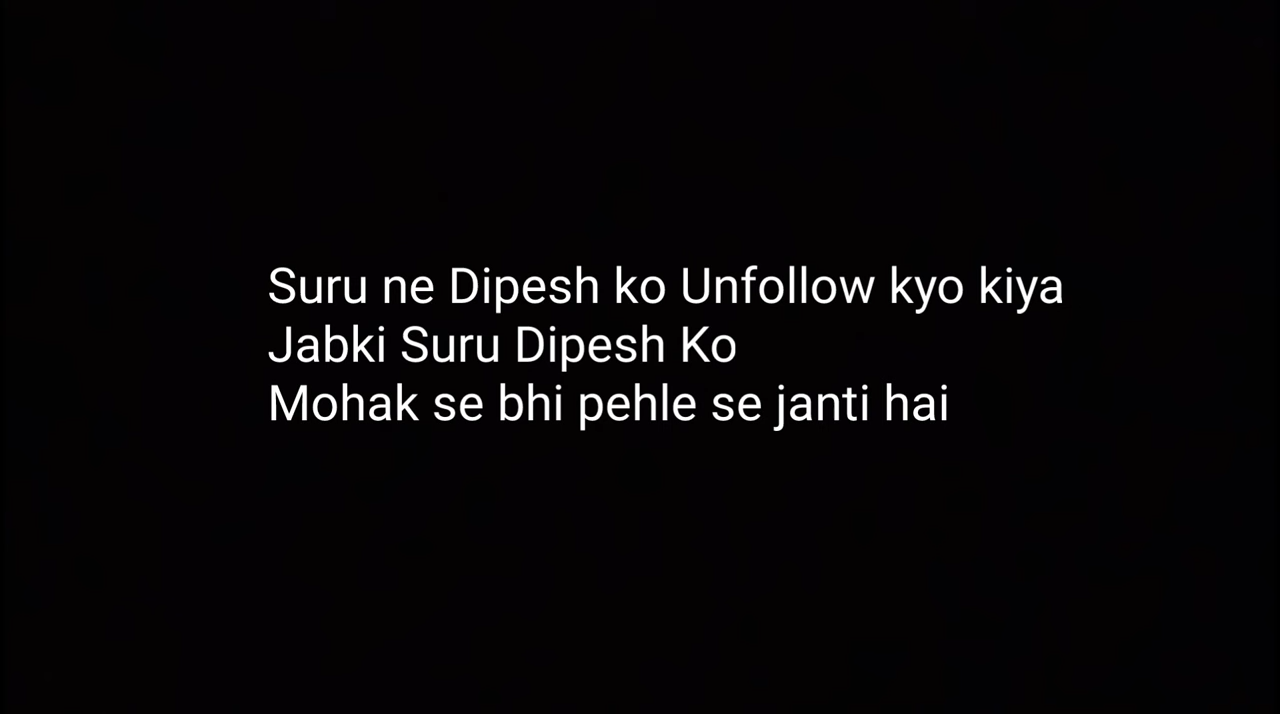 Suru ne Dipesh ko Unfollow kyo kiya
Jabki Suru Dipesh Ko
Mohak se bhi pehle se janti hai